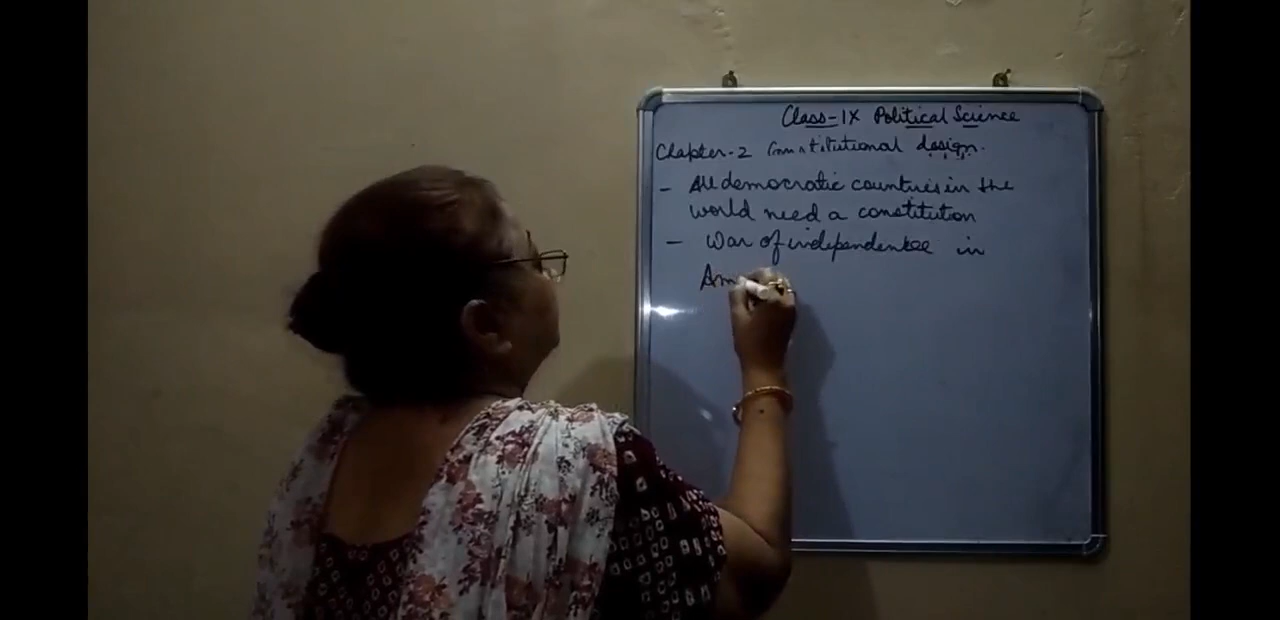 Class-IX Political Science
Chapter-2 Constitutional design.
- All democratic countries in the
world need a constitution
- War of independence in
Am